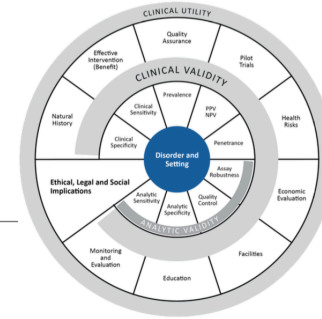 CLINICAL UTILITY
Quality
Assurance
Pilot
Trials
Health
Risks
Economic
Evaluation
Facilities
Education
Monitoring
and
Evaluation
Ethical, Legal and Social
Implications
Natural
History
Effective
Intervention
(Benefit)
CLINICAL VALIDITY
Prevalence
PPV
NPV
Penetrance
Assay
Robustness
Quality
Control
Analytic
Specificity
Analytic
Sensitivity
Clinical
Specificity
Clinical
Sensitivity
ANALYTIC VALIDITY
Disorder and
Setting